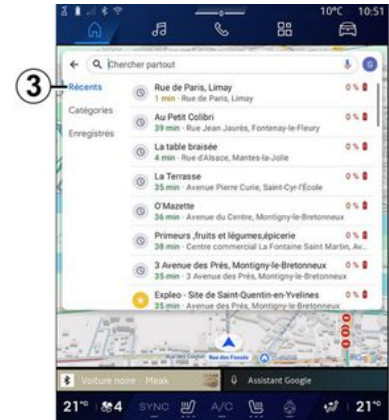 10°C 10:51
3
Chercher partout
G
Récents
Catégories
Enregistrés
Rue de Paris, Limay
0 %
1 min · Rue de Paris, Limay
Au Petit Colibri
0 %
39 min · Rue Jean Jaurès, Fontenay-le-Fleury
La table braisée
0 %
4 min · Rue d'Alsace, Mantes-la-Jolie
La Terrasse
0 %
35 min · Avenue Pierre Curie, Saint-Cyr-l'École
O'Mazette
0 %
36 min · Avenue du Centre, Montigny-le-Bretonneux
Primeurs ,fruits et légumes,épicerie
0 %
38 min · Centre commercial La Fontaine Saint Martin, Av...
3 Avenue des Prés, Montigny-le-Bretonneux
0 %
35 min · 3 Avenue des Prés, Montigny-le-Bretonneux
Expleo - Site de Saint-Quentin-en-Yvelines
0 %
35 min · Avenue des Prés, Montigny-le-Bretonneux
Rue des Fossés
Voiture noire · Meak
Assistant Google
21°C 4 SYNC A/C 21°C